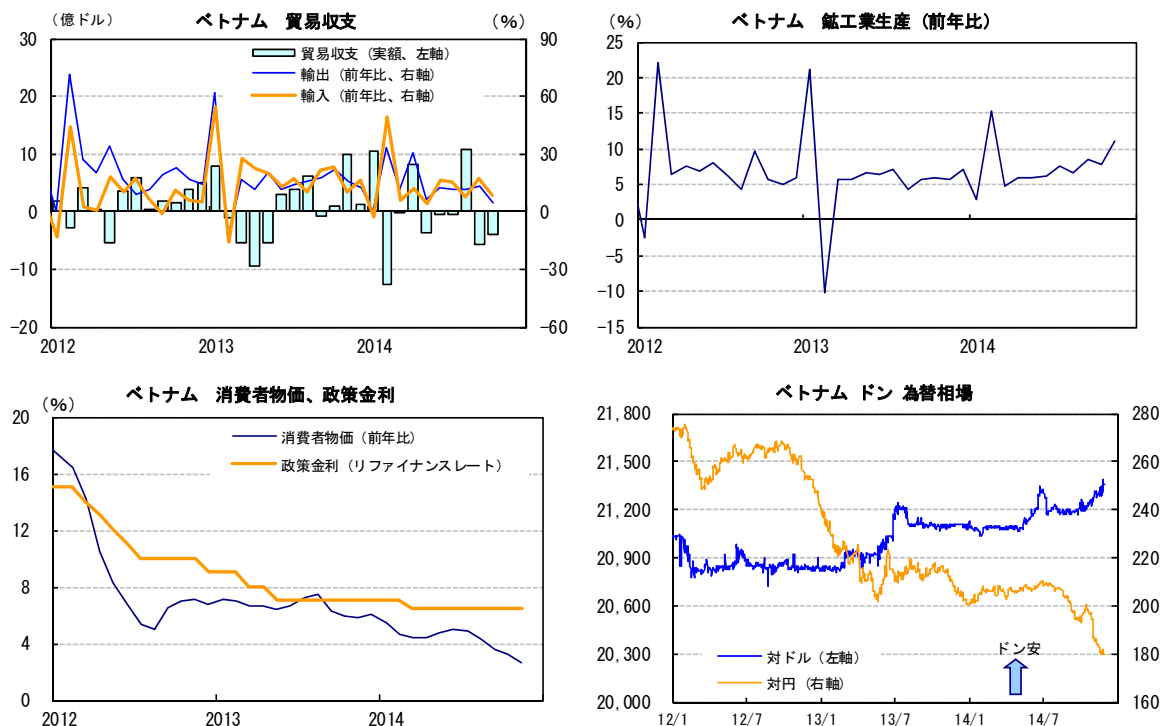 ベトナム 貿易収支
（億ドル）
（％）
30
20
10
0
−10
−20
90
60
30
0
−30
−60
貿易収支（実額、左軸）
輸出（前年比、右軸）
輸入（前年比、右軸）
2012 2013 2014
ベトナム 鉱工業生産（前年比）
（％）
25
20
15
10
5
0
−5
−10
−15
2012 2013 2014
ベトナム 消費者物価、政策金利
（％）
20
16
12
8
4
0
消費者物価（前年比）
政策金利（リファイナンスレート）
2012 2013 2014
ベトナム ドン 為替相場
21,800
21,500
21,200
20,900
20,600
20,300
20,000
280
260
240
220
200
180
160
対ドル（左軸）
対円（右軸）
ドン安
12/1 12/7 13/1 13/7 14/1 14/7